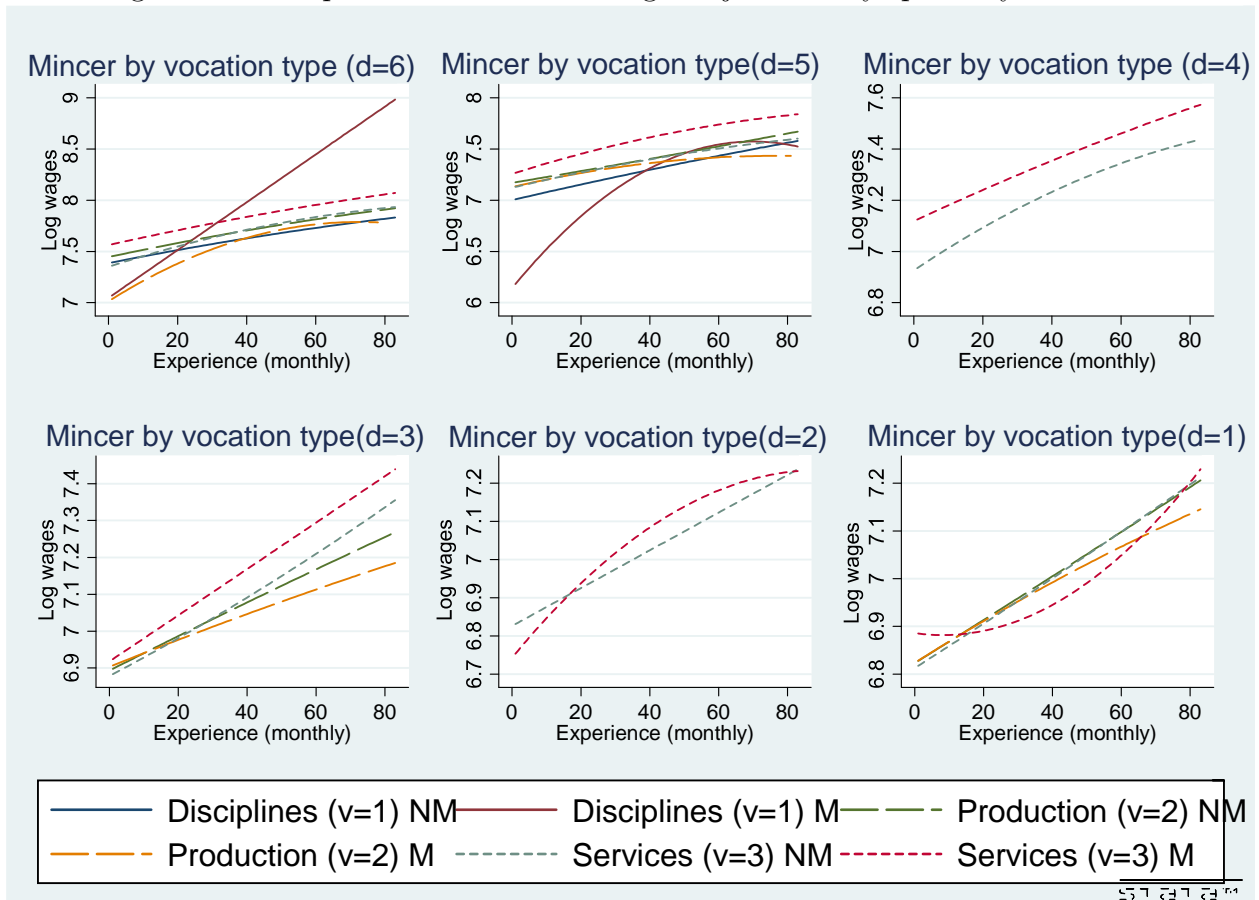 Mincer by vocation type (d=6)
Log wages
9
8.5
8
7.5
7
0 20 40 60 80
Experience (monthly)
Mincer by vocation type(d=5)
Log wages
8
7.5
7
6.5
6
0 20 40 60 80
Experience (monthly)
Mincer by vocation type (d=4)
Log wages
7.6
7.4
7.2
7
6.8
0 20 40 60 80
Experience (monthly)
Mincer by vocation type(d=3)
Log wages
7.4
7.3
7.2
7.1
7
6.9
0 20 40 60 80
Experience (monthly)
Mincer by vocation type(d=2)
Log wages
7.2
7.1
7
6.9
6.8
6.7
0 20 40 60 80
Experience (monthly)
Mincer by vocation type(d=1)
Log wages
7.2
7.1
7
6.9
6.8
0 20 40 60 80
Experience (monthly)
Disciplines (v=1) NM Disciplines (v=1) M Production (v=2) NM
Production (v=2) M Services (v=3) NM Services (v=3) M